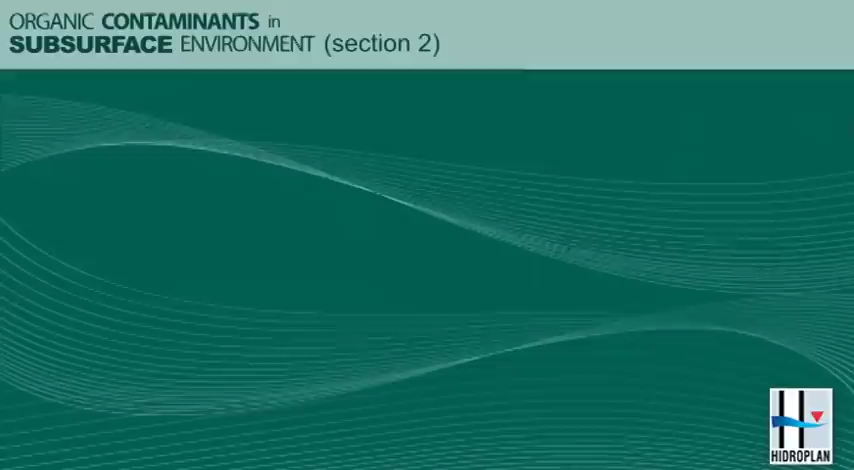 ORGANIC CONTAMINANTS in
SUBSURFACE ENVIRONMENT (section 2)
HIDROPLAN